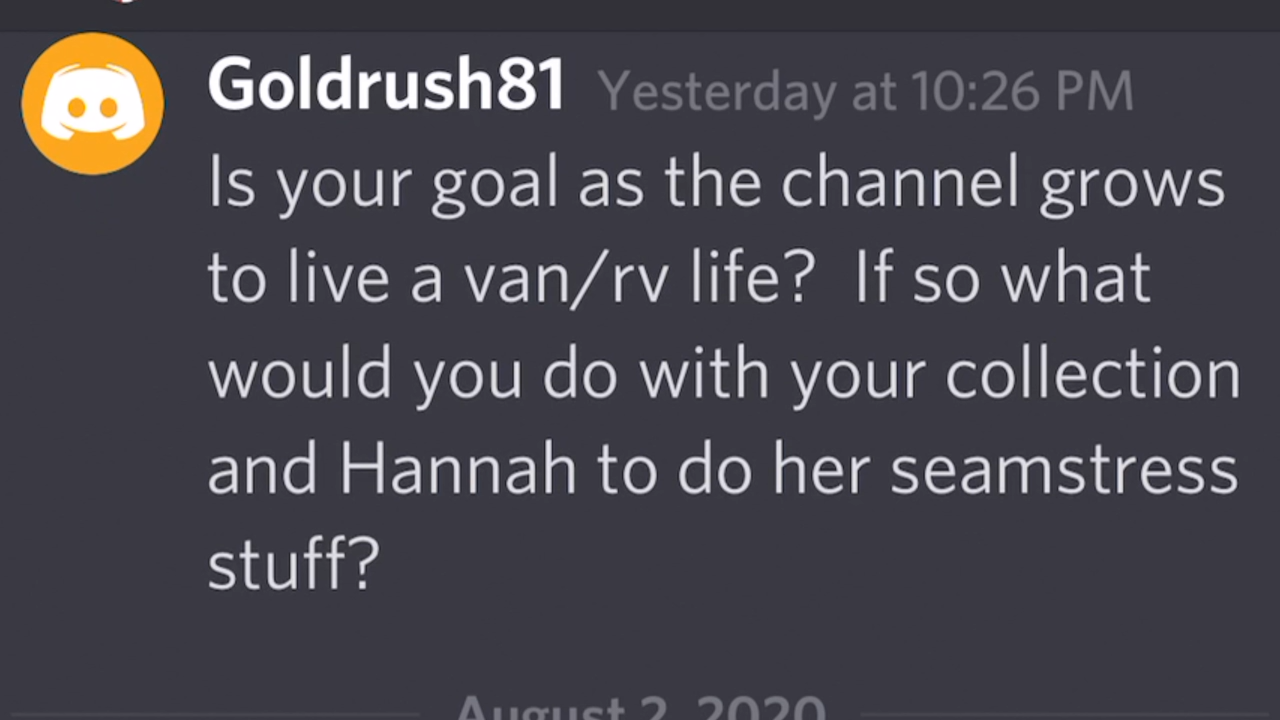 Goldrush81 Yesterday at 10:26 PM
Is your goal as the channel grows
to live a van/rv life?  If so what
would you do with your collection
and Hannah to do her seamstress
stuff?
August 2, 2020